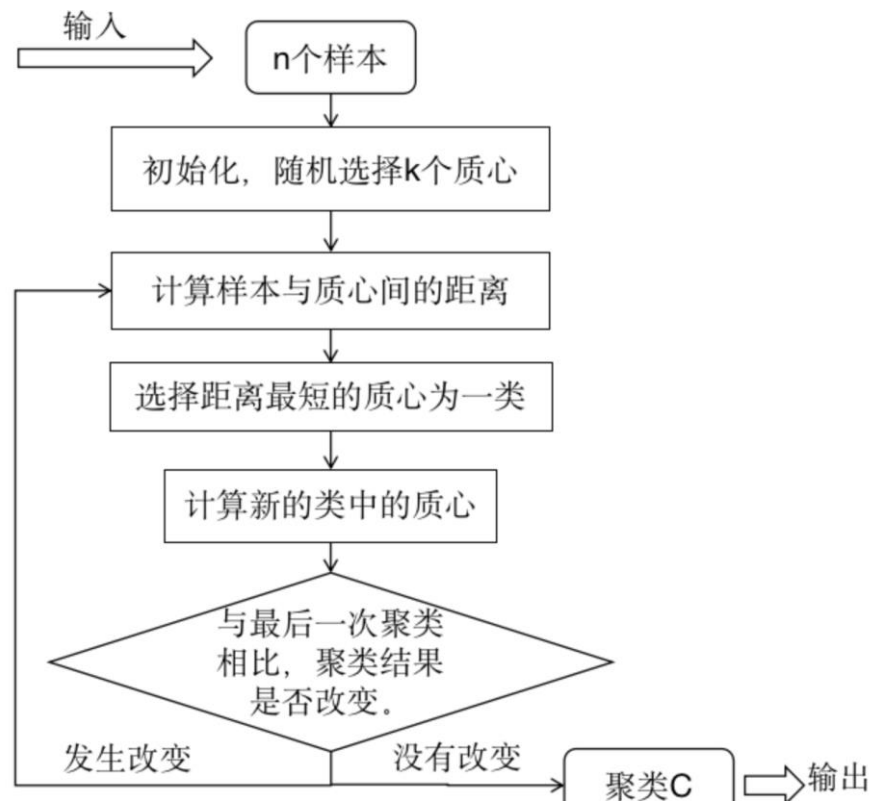 输入
n个样本
初始化，随机选择k个质心
计算样本与质心间的距离
选择距离最短的质心为一类
计算新的类中的质心
与最后一次聚类
相比，聚类结果
是否改变。
发生改变
没有改变
聚类C
输出